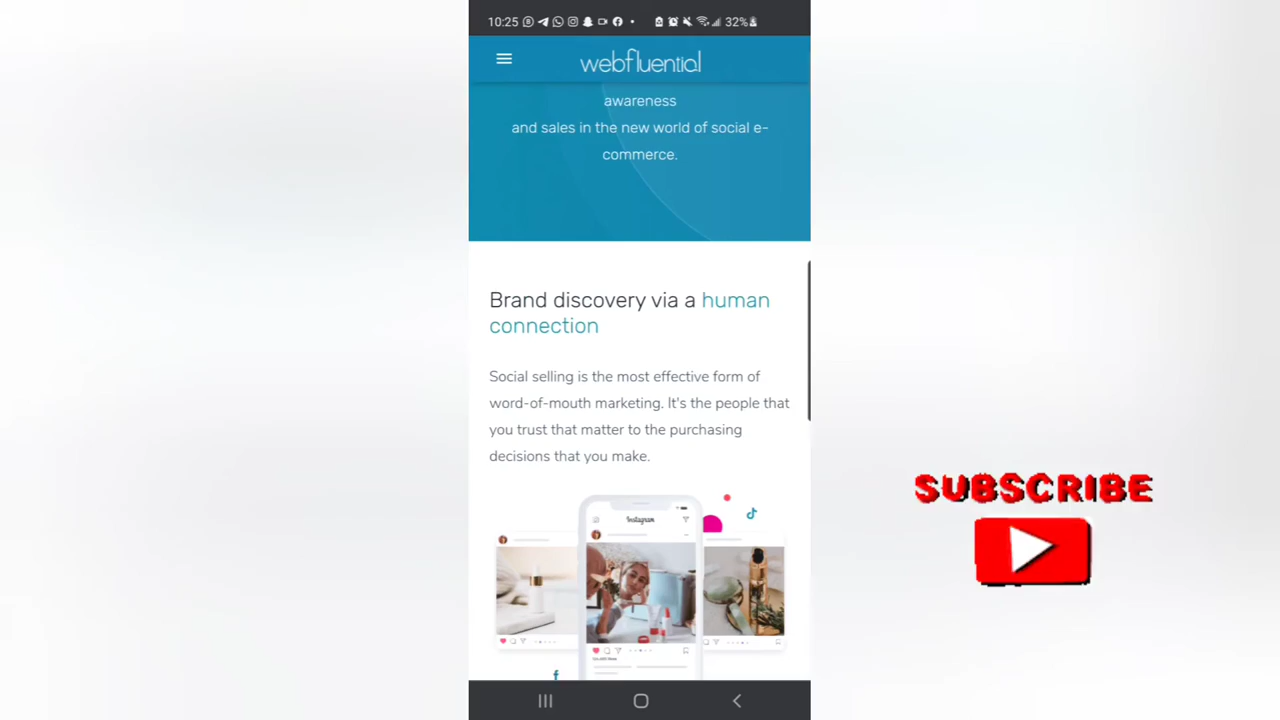 10:25
32%
webfluential
awareness
and sales in the new world of social e-
commerce.
Brand discovery via a human
connection
Social selling is the most effective form of
word-of-mouth marketing. It's the people that
you trust that matter to the purchasing
decisions that you make.
Instagram
SUBSCRIBE